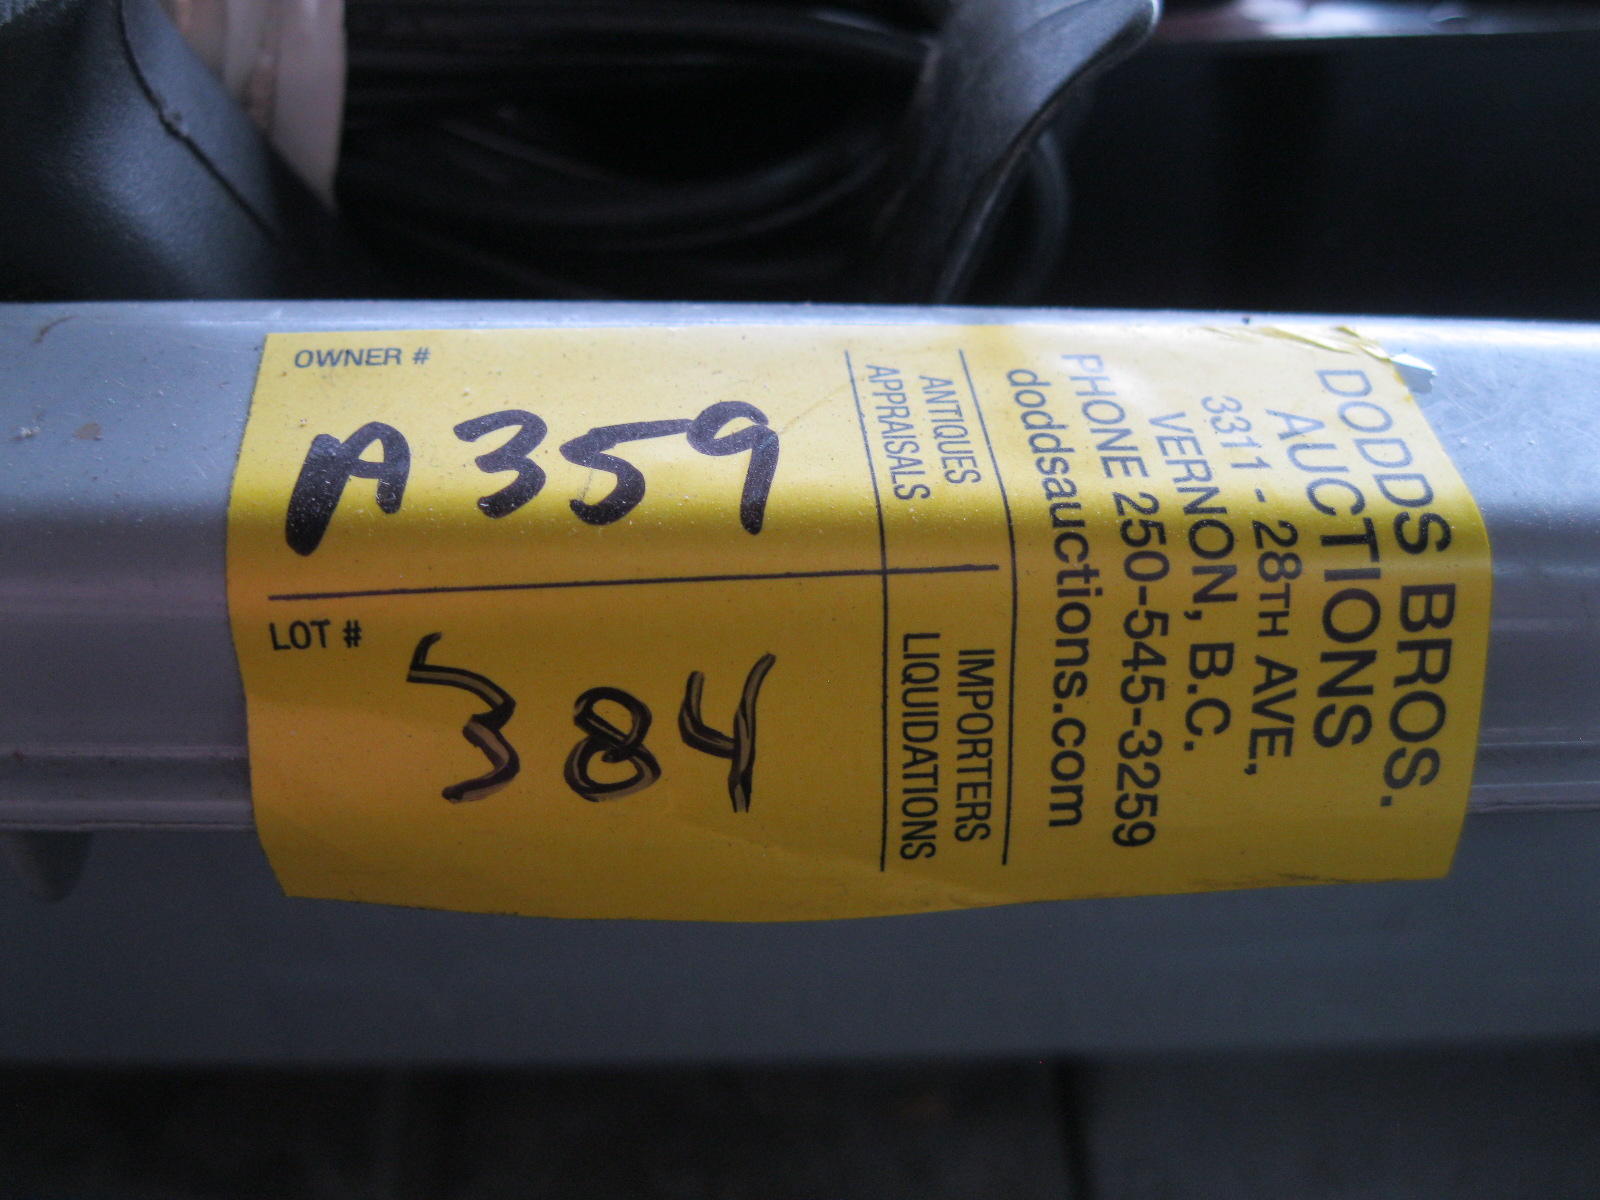 DODDS BROS.
AUCTIONS
3311 - 28TH AVE,
VERNON, B.C.
PHONE 250-545-3259
doddsauctions.com
ANTIQUES
APPRAISALS
IMPORTERS
LIQUIDATIONS
OWNER #
A359
LOT #
384